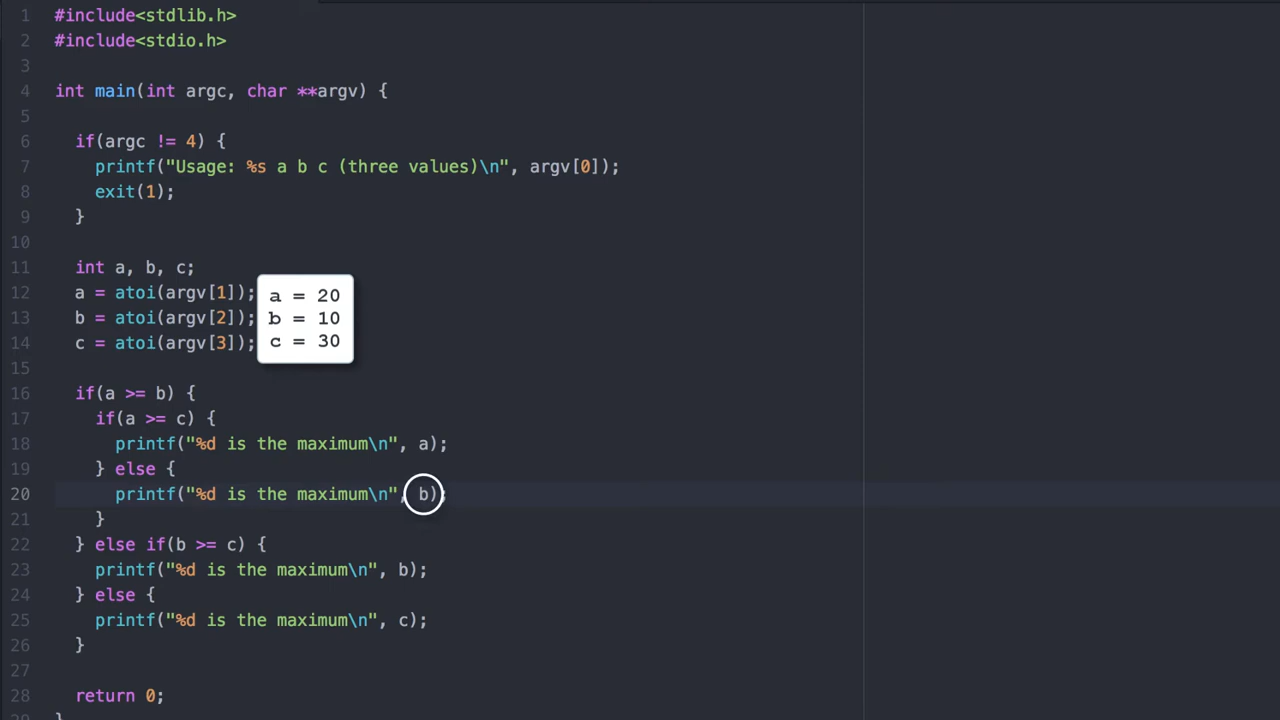 1 #include<stdlib.h>
2 #include<stdio.h>
3
4 int main(int argc, char **argv) {
5
6   if(argc != 4) {
7     printf("Usage: %s a b c (three values)\n", argv[0]);
8     exit(1);
9   }
10
11   int a, b, c;
12   a = atoi(argv[1]);
13   b = atoi(argv[2]);
14   c = atoi(argv[3]);
a = 20
b = 10
c = 30
15
16   if(a >= b) {
17     if(a >= c) {
18       printf("%d is the maximum\n", a);
19     } else {
20       printf("%d is the maximum\n", b);
21     }
22   } else if(b >= c) {
23     printf("%d is the maximum\n", b);
24   } else {
25     printf("%d is the maximum\n", c);
26   }
27
28   return 0;
29 }